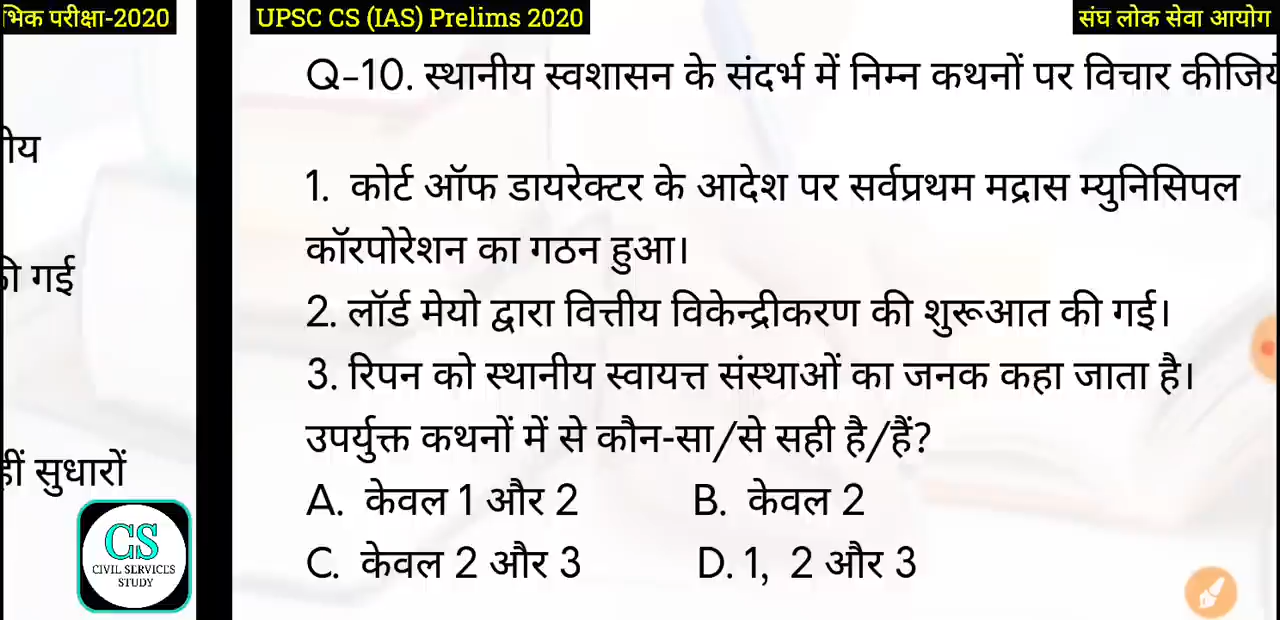 भिक परीक्षा-2020
UPSC CS (IAS) Prelims 2020
संघ लोक सेवा आयोग
ीय
ी गई
हीं सुधारों
Q-10. स्थानीय स्वशासन के संदर्भ में निम्न कथनों पर विचार कीजिये
1. कोर्ट ऑफ डायरेक्टर के आदेश पर सर्वप्रथम मद्रास म्युनिसिपल
कॉरपोरेशन का गठन हुआ।
2. लॉर्ड मेयो द्वारा वित्तीय विकेन्द्रीकरण की शुरूआत की गई।
3. रिपन को स्थानीय स्वायत्त संस्थाओं का जनक कहा जाता है।
उपर्युक्त कथनों में से कौन-सा/से सही है/हैं?
A. केवल 1 और 2 B. केवल 2
C. केवल 2 और 3 D. 1, 2 और 3
CS
CIVIL SERVICES
STUDY